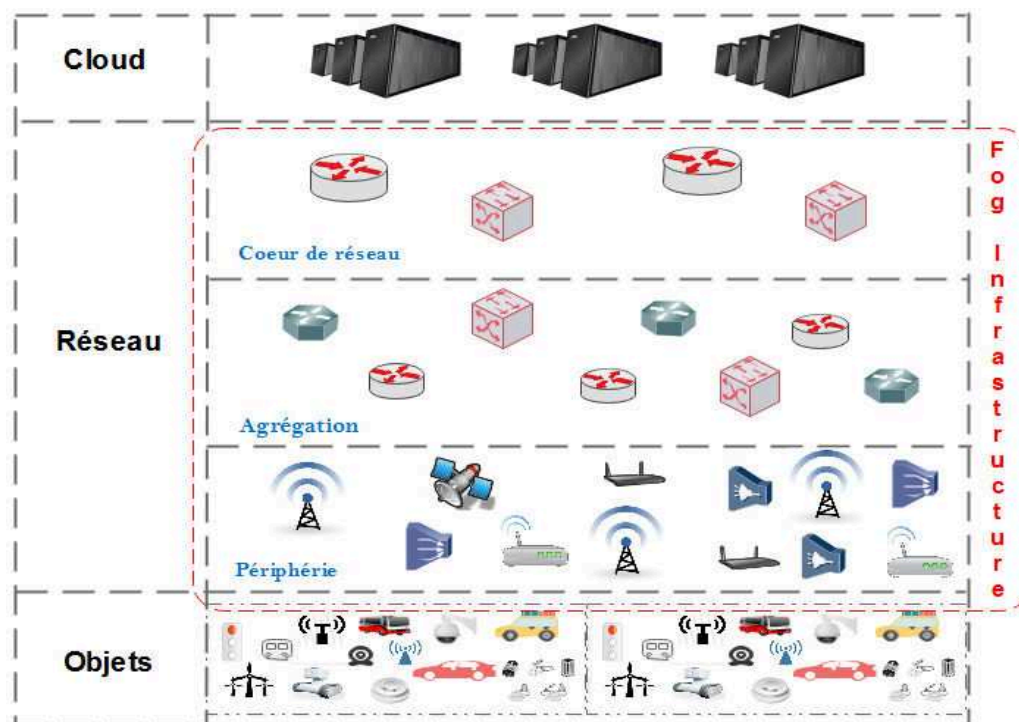 Cloud
Réseau
Coeur de réseau
Agrégation
Périphérie
Fog Infrastructure
Objets